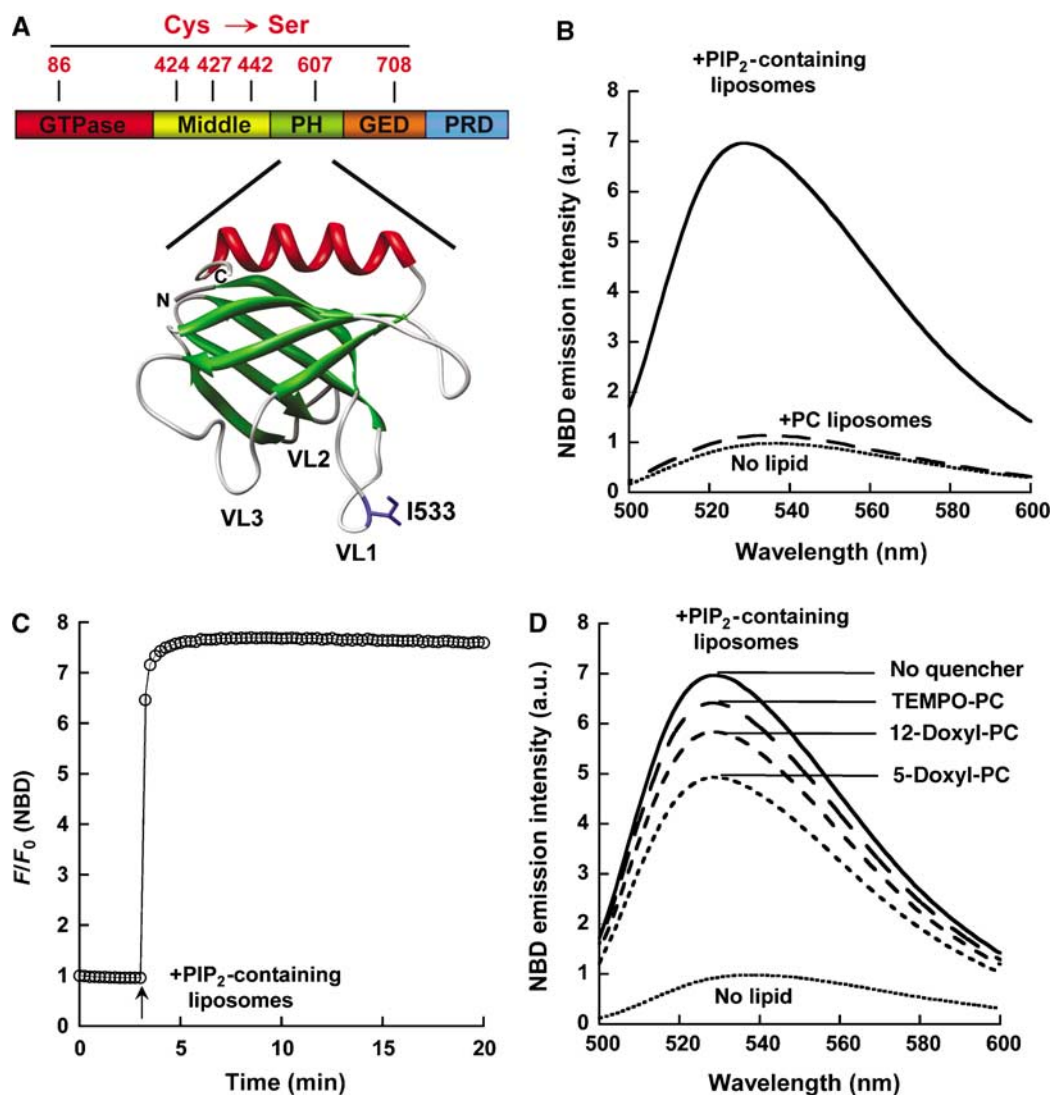 A
Cys → Ser
86 424 427 442 607 708
GTPase Middle PH GED PRD
N
C
VL2
VL3
I533
VL1
B
+PIP₂-containing
liposomes
NBD emission intensity (a.u.)
8
7
6
5
4
3
2
1
0
+PC liposomes
No lipid
500 520 540 560 580 600
Wavelength (nm)
C
F/F₀ (NBD)
8
7
6
5
4
3
2
1
0
+PIP₂-containing
liposomes
0 5 10 15 20
Time (min)
D
+PIP₂-containing
liposomes
NBD emission intensity (a.u.)
8
7
6
5
4
3
2
1
0
No quencher
TEMPO-PC
12-Doxyl-PC
5-Doxyl-PC
No lipid
500 520 540 560 580 600
Wavelength (nm)